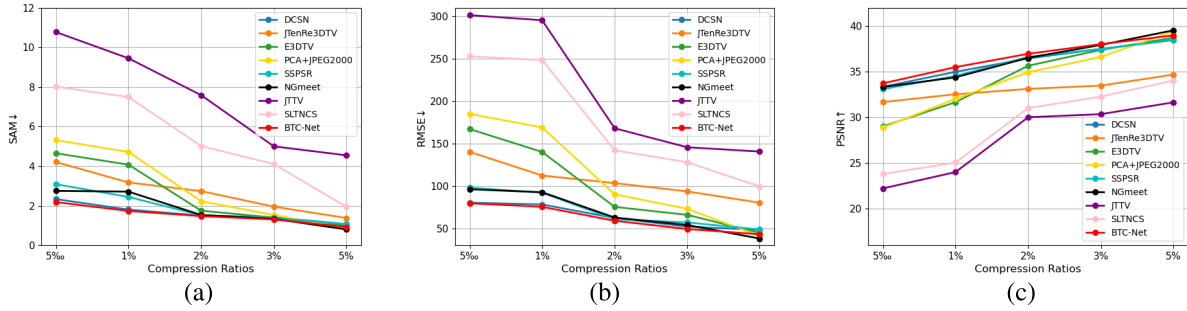 12
10
8
6
4
2
0
SAM↓
5‰ 1% 2% 3% 5%
Compression Ratios
DCSN
JTenRe3DTV
E3DTV
PCA+JPEG2000
SSPSR
NGmeet
JTTV
SLTNCS
BTC-Net
(a)
300
250
200
150
100
50
RMSE↓
5‰ 1% 2% 3% 5%
Compression Ratios
DCSN
JTenRe3DTV
E3DTV
PCA+JPEG2000
SSPSR
NGmeet
JTTV
SLTNCS
BTC-Net
(b)
40
35
30
25
20
PSNR↑
5‰ 1% 2% 3% 5%
Compression Ratios
DCSN
JTenRe3DTV
E3DTV
PCA+JPEG2000
SSPSR
NGmeet
JTTV
SLTNCS
BTC-Net
(c)